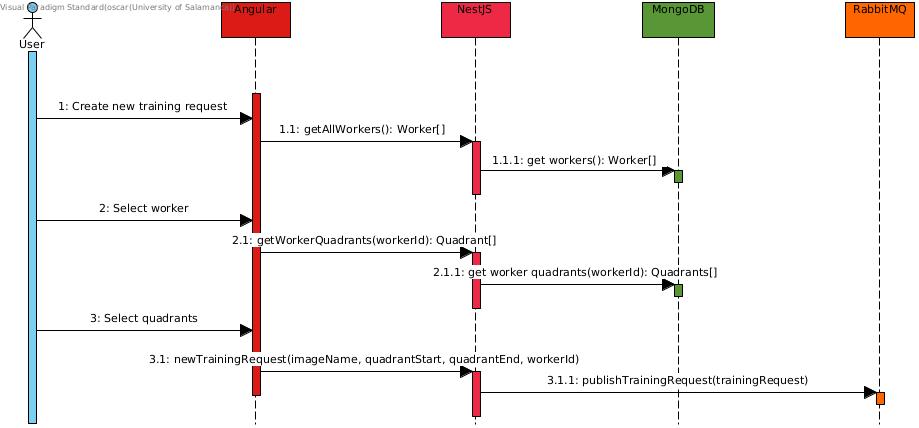 Visual Paradigm Standard(oscar(University of Salamanca))
Angular
NestJS
MongoDB
RabbitMQ
User
1: Create new training request
1.1: getAllWorkers(): Worker[]
1.1.1: get workers(): Worker[]
2: Select worker
2.1: getWorkerQuadrants(workerId): Quadrant[]
2.1.1: get worker quadrants(workerId): Quadrants[]
3: Select quadrants
3.1: newTrainingRequest(imageName, quadrantStart, quadrantEnd, workerId)
3.1.1: publishTrainingRequest(trainingRequest)